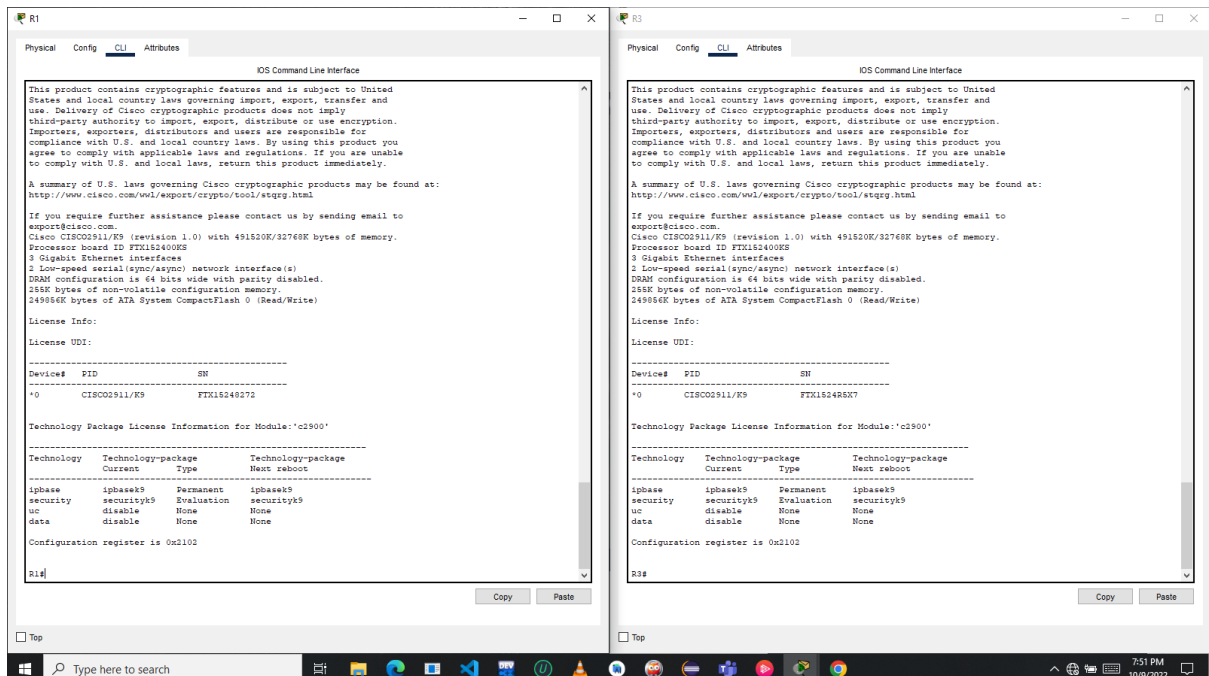 R1
Physical Config CLI Attributes
IOS Command Line Interface
This product contains cryptographic features and is subject to United
States and local country laws governing import, export, transfer and
use. Delivery of Cisco cryptographic products does not imply
third-party authority to import, export, distribute or use encryption.
Importers, exporters, distributors and users are responsible for
compliance with U.S. and local country laws. By using this product you
agree to comply with applicable laws and regulations. If you are unable
to comply with U.S. and local laws, return this product immediately.
A summary of U.S. laws governing Cisco cryptographic products may be found at:
http://www.cisco.com/wwl/export/crypto/tool/stqrg.html
If you require further assistance please contact us by sending email to
export@cisco.com.
Cisco CISCO2911/K9 (revision 1.0) with 491520K/32768K bytes of memory.
Processor board ID FTX152400KS
3 Gigabit Ethernet interfaces
2 Low-speed serial(sync/async) network interface(s)
DRAM configuration is 64 bits wide with parity disabled.
255K bytes of non-volatile configuration memory.
249856K bytes of ATA System CompactFlash 0 (Read/Write)
License Info:
License UDI:
-------------------------------------------------
Device# PID SN
-------------------------------------------------
*0 CISCO2911/K9 FTX15248272
Technology Package License Information for Module:'c2900'
----------------------------------------------------------------
Technology Technology-package Technology-package
Current Type Next reboot
-----------------------------------------------------------------
ipbase ipbasek9 Permanent ipbasek9
security securityk9 Evaluation securityk9
uc disable None None
data disable None None
Configuration register is 0x2102
R1#
Copy Paste
Top
R3
Physical Config CLI Attributes
IOS Command Line Interface
This product contains cryptographic features and is subject to United
States and local country laws governing import, export, transfer and
use. Delivery of Cisco cryptographic products does not imply
third-party authority to import, export, distribute or use encryption.
Importers, exporters, distributors and users are responsible for
compliance with U.S. and local country laws. By using this product you
agree to comply with applicable laws and regulations. If you are unable
to comply with U.S. and local laws, return this product immediately.
A summary of U.S. laws governing Cisco cryptographic products may be found at:
http://www.cisco.com/wwl/export/crypto/tool/stqrg.html
If you require further assistance please contact us by sending email to
export@cisco.com.
Cisco CISCO2911/K9 (revision 1.0) with 491520K/32768K bytes of memory.
Processor board ID FTX152400KS
3 Gigabit Ethernet interfaces
2 Low-speed serial(sync/async) network interface(s)
DRAM configuration is 64 bits wide with parity disabled.
255K bytes of non-volatile configuration memory.
249856K bytes of ATA System CompactFlash 0 (Read/Write)
License Info:
License UDI:
-------------------------------------------------
Device# PID SN
-------------------------------------------------
*0 CISCO2911/K9 FTX1524R5X7
Technology Package License Information for Module:'c2900'
----------------------------------------------------------------
Technology Technology-package Technology-package
Current Type Next reboot
-----------------------------------------------------------------
ipbase ipbasek9 Permanent ipbasek9
security securityk9 Evaluation securityk9
uc disable None None
data disable None None
Configuration register is 0x2102
R3#
Copy Paste
Top
Type here to search
DEV
7:51 PM
10/9/2022